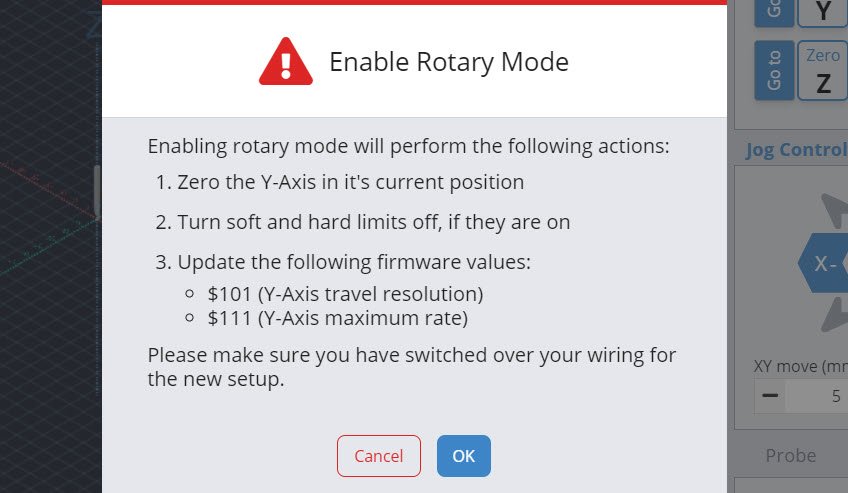 Enable Rotary Mode
Enabling rotary mode will perform the following actions:
1. Zero the Y-Axis in it's current position
2. Turn soft and hard limits off, if they are on
3. Update the following firmware values:
$101 (Y-Axis travel resolution)
$111 (Y-Axis maximum rate)
Please make sure you have switched over your wiring for
the new setup.
Cancel
OK
Go
Y
Go to
Zero
Z
Jog Control
X-
XY move (mm
5
Probe